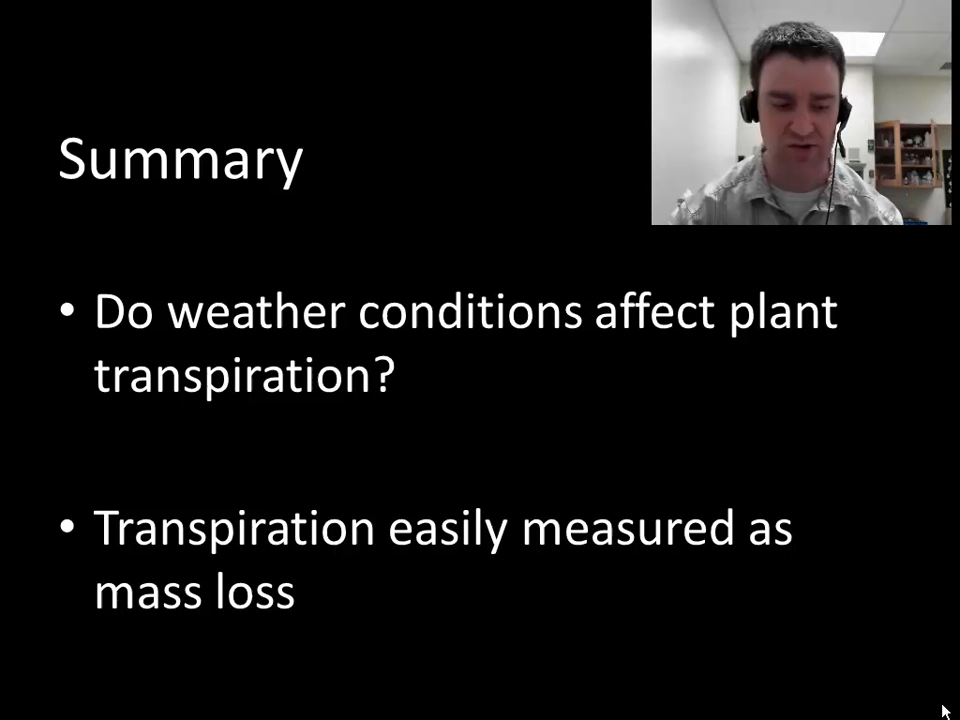 Summary
• Do weather conditions affect plant
transpiration?
• Transpiration easily measured as
mass loss